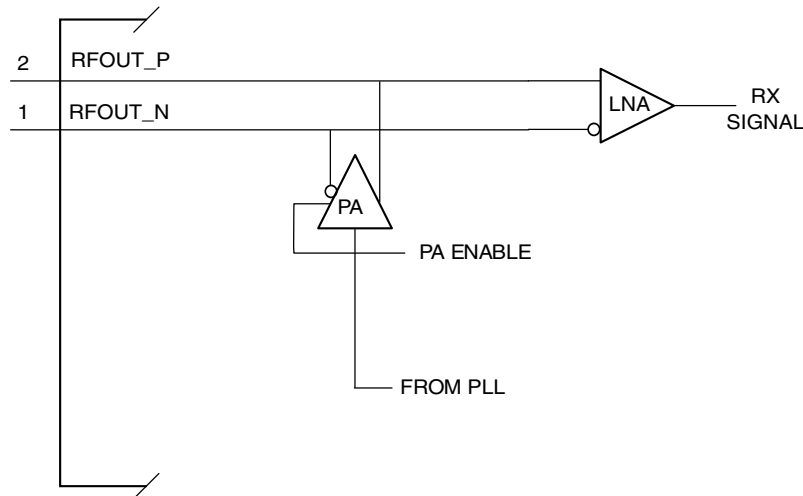 2 RFOUT_P
1 RFOUT_N
LNA
RX
SIGNAL
PA
PA ENABLE
FROM PLL